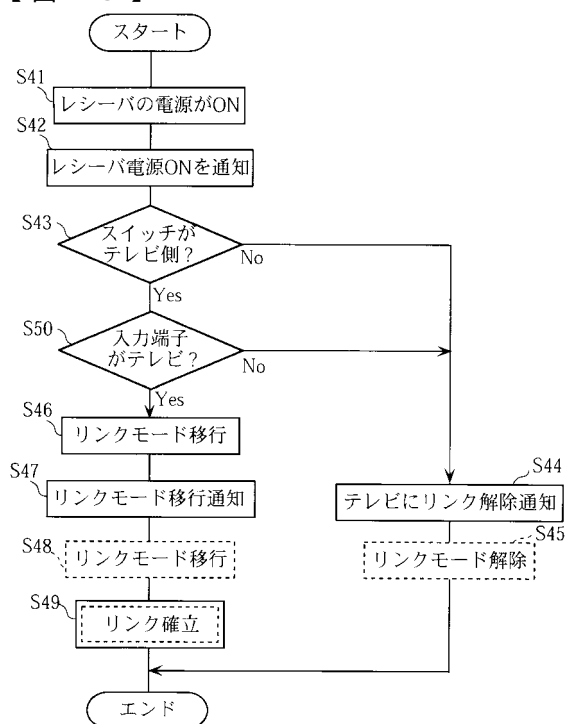 スタート
S41
レシーバの電源がON
S42
レシーバ電源ONを通知
S43
スイッチが
テレビ側?
No
Yes
S50
入力端子
がテレビ?
No
Yes
S46
リンクモード移行
S47
リンクモード移行通知
S48
リンクモード移行
S49
リンク確立
S44
テレビにリンク解除通知
S45
リンクモード解除
エンド